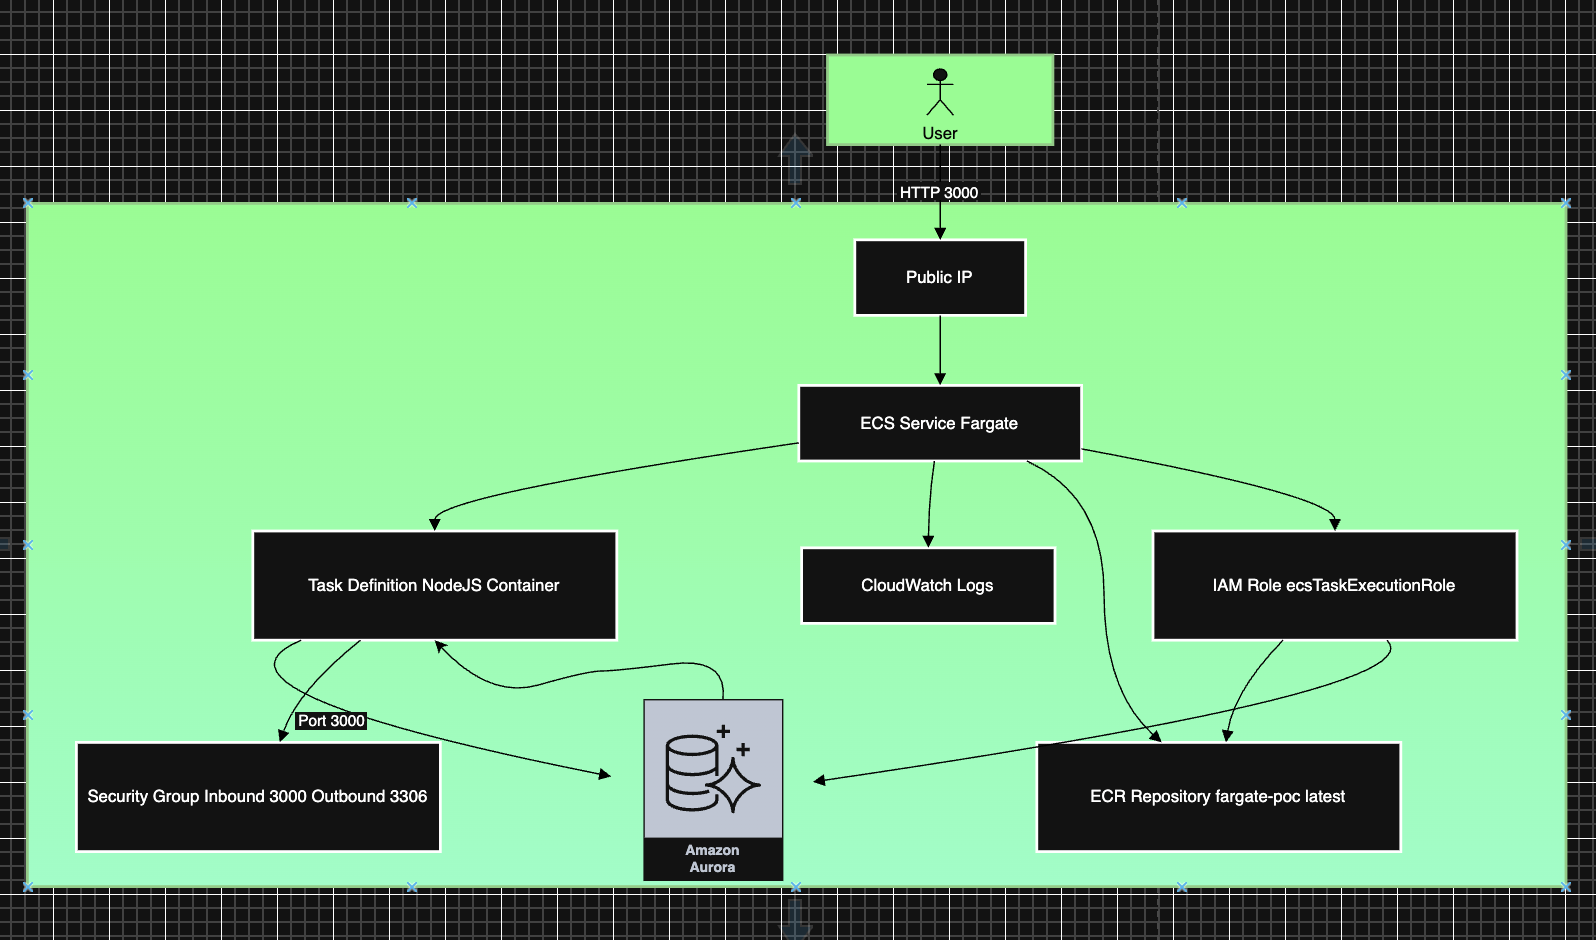 User
HTTP 3000
Public IP
ECS Service Fargate
Task Definition NodeJS Container
CloudWatch Logs
IAM Role ecsTaskExecutionRole
Port 3000
Security Group Inbound 3000 Outbound 3306
ECR Repository fargate-poc latest
Amazon
Aurora